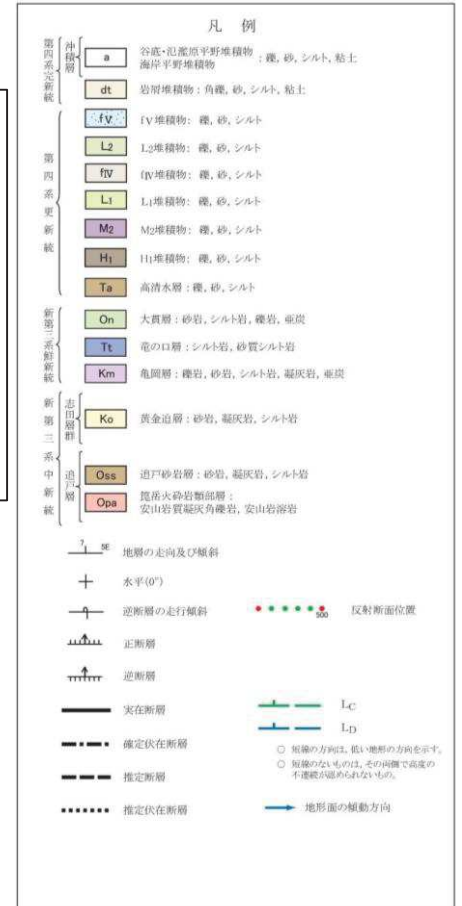 凡 例
第四系完新統
沖積層
a
谷底・氾濫原平野堆積物
海岸平野堆積物
: 礫, 砂, シルト, 粘土
dt
岩屑堆積物: 角礫, 砂, シルト, 粘土
第四系更新統
fV
fV堆積物: 礫, 砂, シルト
L2
L2堆積物: 礫, 砂, シルト
fIV
fIV堆積物: 礫, 砂, シルト
L1
L1堆積物: 礫, 砂, シルト
M2
M2堆積物: 礫, 砂, シルト
H1
H1堆積物: 礫, 砂, シルト
Ta
高清水層: 礫, 砂, シルト
新第三系鮮新統
On
大貫層: 砂岩, シルト岩, 礫岩, 亜炭
Tt
竜の口層: シルト岩, 砂質シルト岩
Km
亀岡層: 礫岩, 砂岩, シルト岩, 凝灰岩, 亜炭
新第三系中新統
志田層群
Ko
黄金迫層: 砂岩, 凝灰岩, シルト岩
追戸層
Oss
追戸砂岩層: 砂岩, 凝灰岩, シルト岩
Opa
箆岳火砕岩類部層:
安山岩質凝灰角礫岩, 安山岩溶岩
7 5E 地層の走向及び傾斜
水平(0°)
逆断層の走行傾斜
500
反射断面位置
正断層
逆断層
実在断層
LC
確定伏在断層
LD
○ 短線の方向は, 低い地形の方向を示す。
○ 短線のないものは, その両側で高度の
不連続が認められないもの。
推定断層
推定伏在断層
地形面の傾動方向